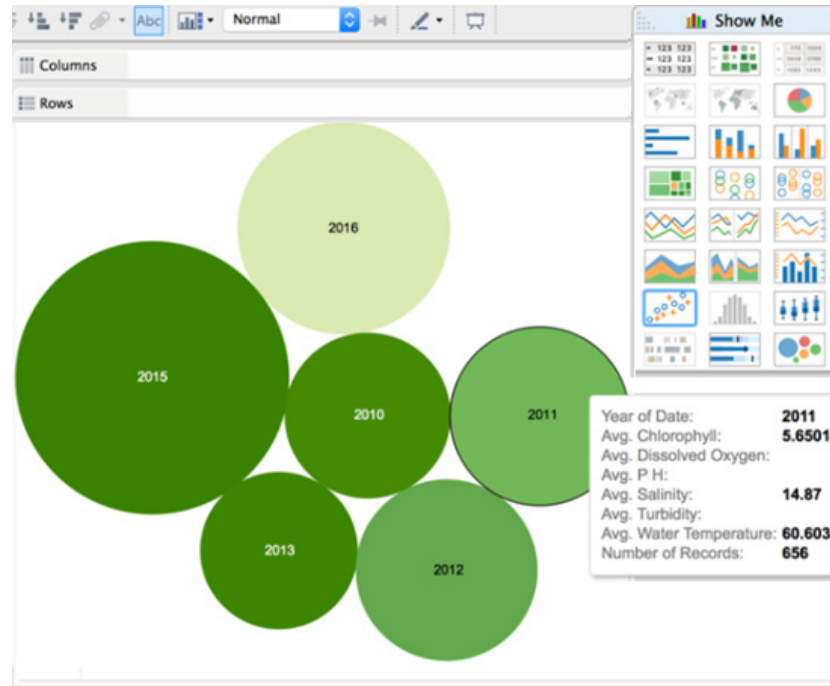 Abc
Normal
Show Me
Columns
Rows
2016
2015
2010
2011
2013
2012
Year of Date: 2011
Avg. Chlorophyll: 5.6501
Avg. Dissolved Oxygen:
Avg. P H:
Avg. Salinity: 14.87
Avg. Turbidity:
Avg. Water Temperature: 60.603
Number of Records: 656